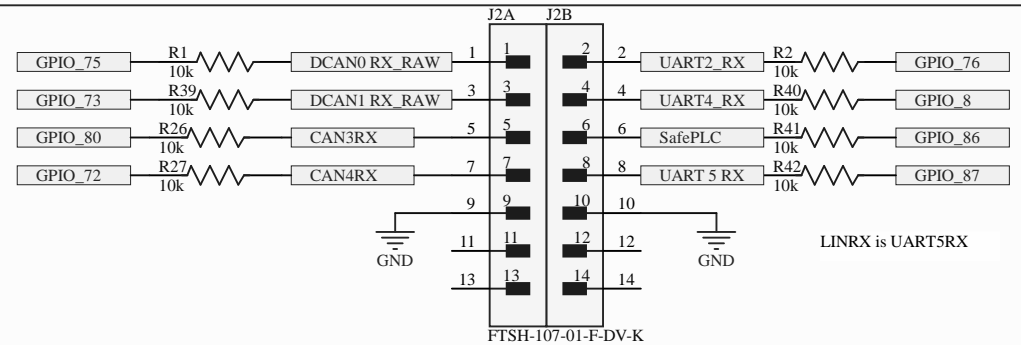 J2A J2B
GPIO_75 R1 10k DCAN0 RX_RAW 1 1 2 2 UART2_RX R2 10k GPIO_76
GPIO_73 R39 10k DCAN1 RX_RAW 3 3 4 4 UART4_RX R40 10k GPIO_8
GPIO_80 R26 10k CAN3RX 5 5 6 6 SafePLC R41 10k GPIO_86
GPIO_72 R27 10k CAN4RX 7 7 8 8 UART 5 RX R42 10k GPIO_87
9 9 10 10
GND 11 11 12 12 GND LINRX is UART5RX
13 13 14 14
FTSH-107-01-F-DV-K